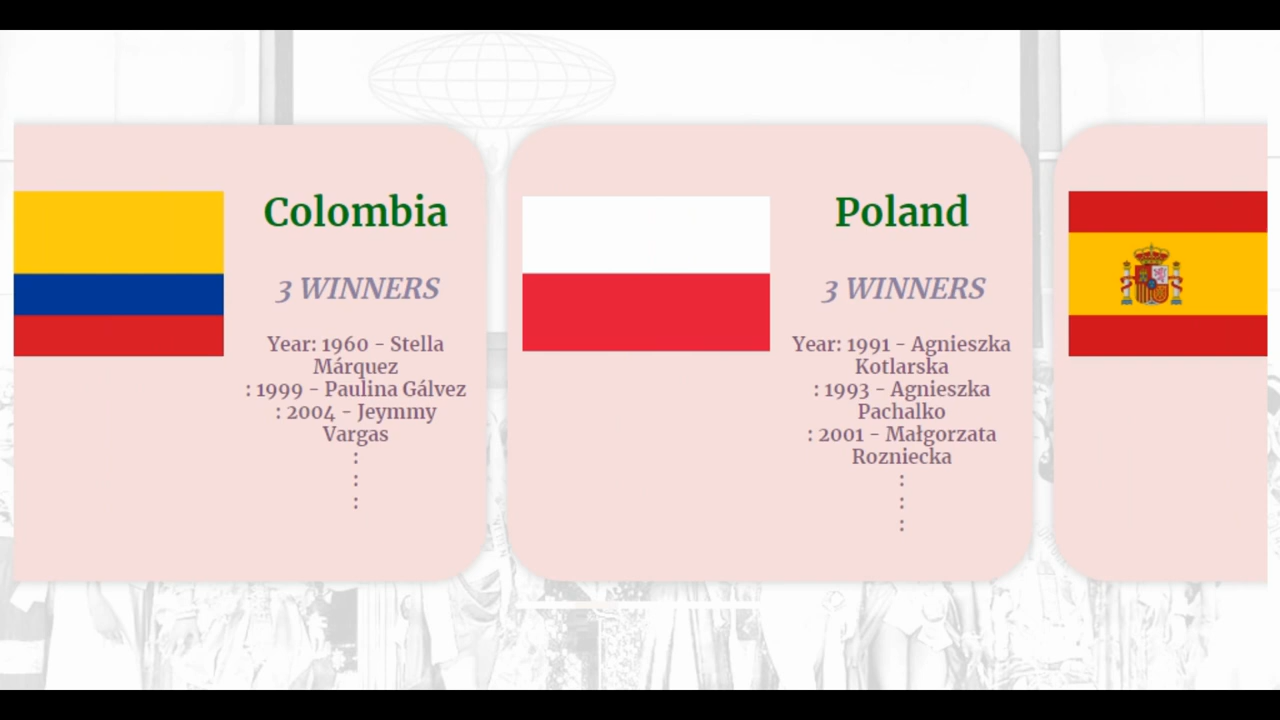 Colombia
3 WINNERS
Year: 1960 - Stella
Márquez
: 1999 - Paulina Gálvez
: 2004 - Jeymmy
Vargas
:
:
:
Poland
3 WINNERS
Year: 1991 - Agnieszka
Kotlarska
: 1993 - Agnieszka
Pachalko
: 2001 - Małgorzata
Rozniecka
:
:
: